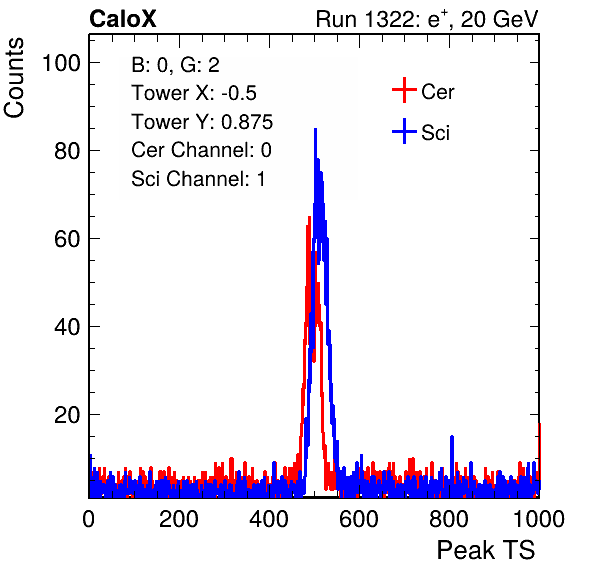 CaloX Run 1322: e⁺, 20 GeV
Counts
B: 0, G: 2
Tower X: -0.5
Tower Y: 0.875
Cer Channel: 0
Sci Channel: 1
Cer
Sci
100
80
60
40
20
0 200 400 600 800 1000
Peak TS